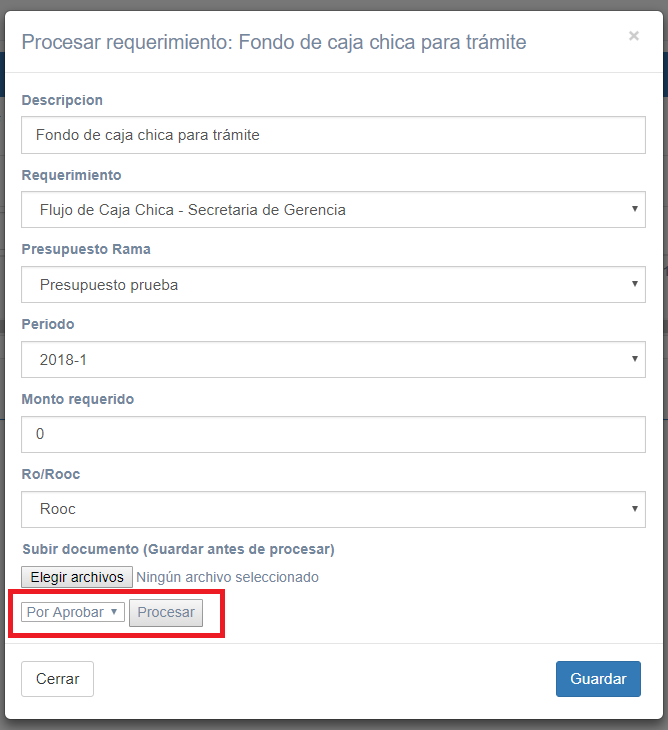 Procesar requerimiento: Fondo de caja chica para trámite
×
Descripcion
Fondo de caja chica para trámite
Requerimiento
Flujo de Caja Chica - Secretaria de Gerencia
Presupuesto Rama
Presupuesto prueba
Periodo
2018-1
Monto requerido
0
Ro/Rooc
Rooc
Subir documento (Guardar antes de procesar)
Elegir archivos Ningún archivo seleccionado
Por Aprobar Procesar
Cerrar Guardar